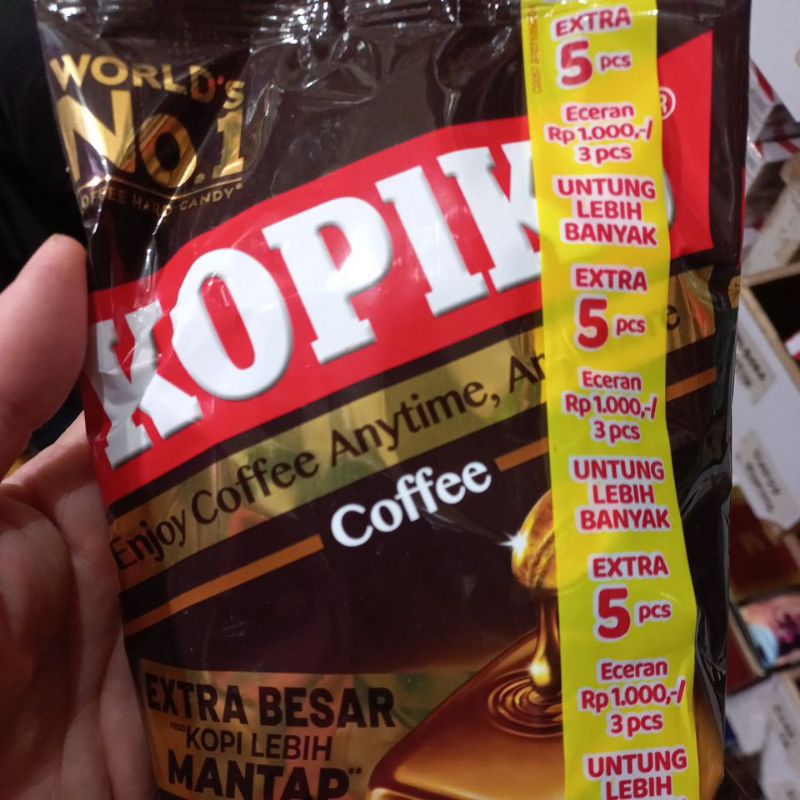 WORLD'S
No.1
COFFEE HARD CANDY*
KOPIK
®
Enjoy Coffee Anytime, An
e
Coffee
EXTRA BESAR
KOPI LEBIH
MANTAP**
EXTRA
5 pcs
Eceran
Rp 1.000,-/
3 pcs
UNTUNG
LEBIH
BANYAK
EXTRA
5 pcs
Eceran
Rp 1.000,-/
3 pcs
UNTUNG
LEBIH
BANYAK
EXTRA
5 pcs
Eceran
Rp 1.000,-/
3 pcs
UNTUNG
LEBIH